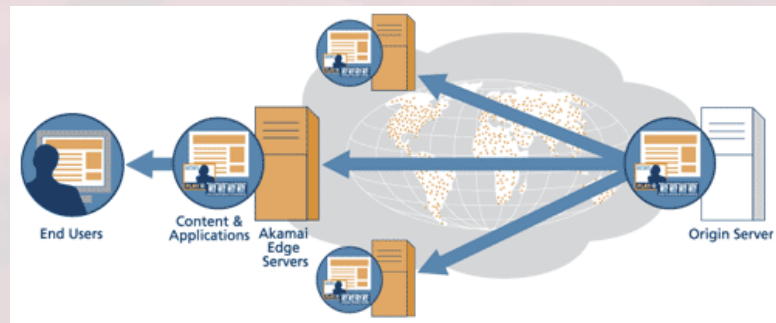 End Users
Content &
Applications
Akamai
Edge
Servers
Origin Server